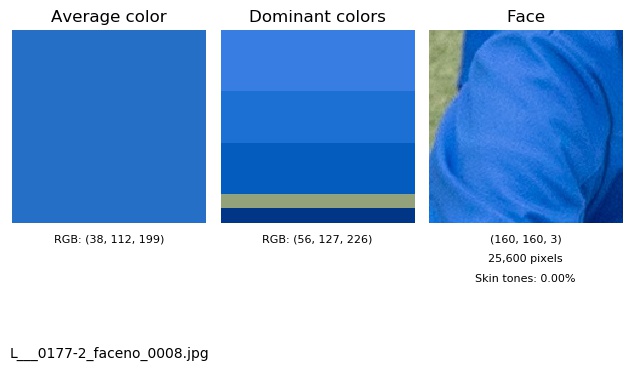 Average color
Dominant colors
Face
RGB: (38, 112, 199)
RGB: (56, 127, 226)
(160, 160, 3)
25,600 pixels
Skin tones: 0.00%
L___0177-2_faceno_0008.jpg